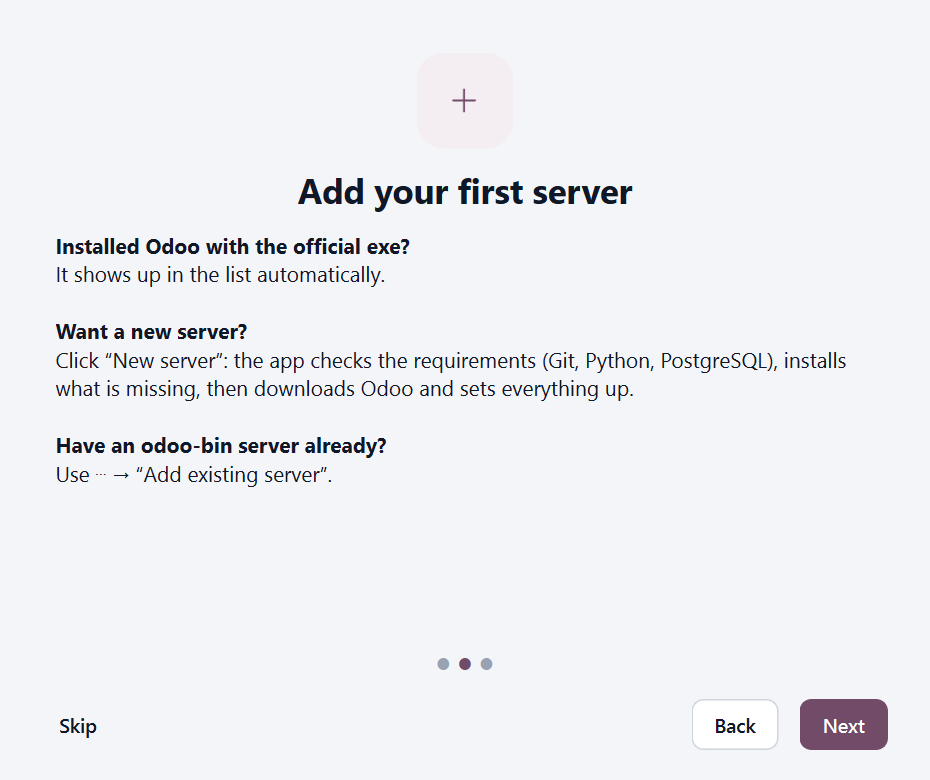 Add your first server
Installed Odoo with the official exe?
It shows up in the list automatically.
Want a new server?
Click “New server”: the app checks the requirements (Git, Python, PostgreSQL), installs
what is missing, then downloads Odoo and sets everything up.
Have an odoo-bin server already?
Use ··· → “Add existing server”.
Skip
Back
Next